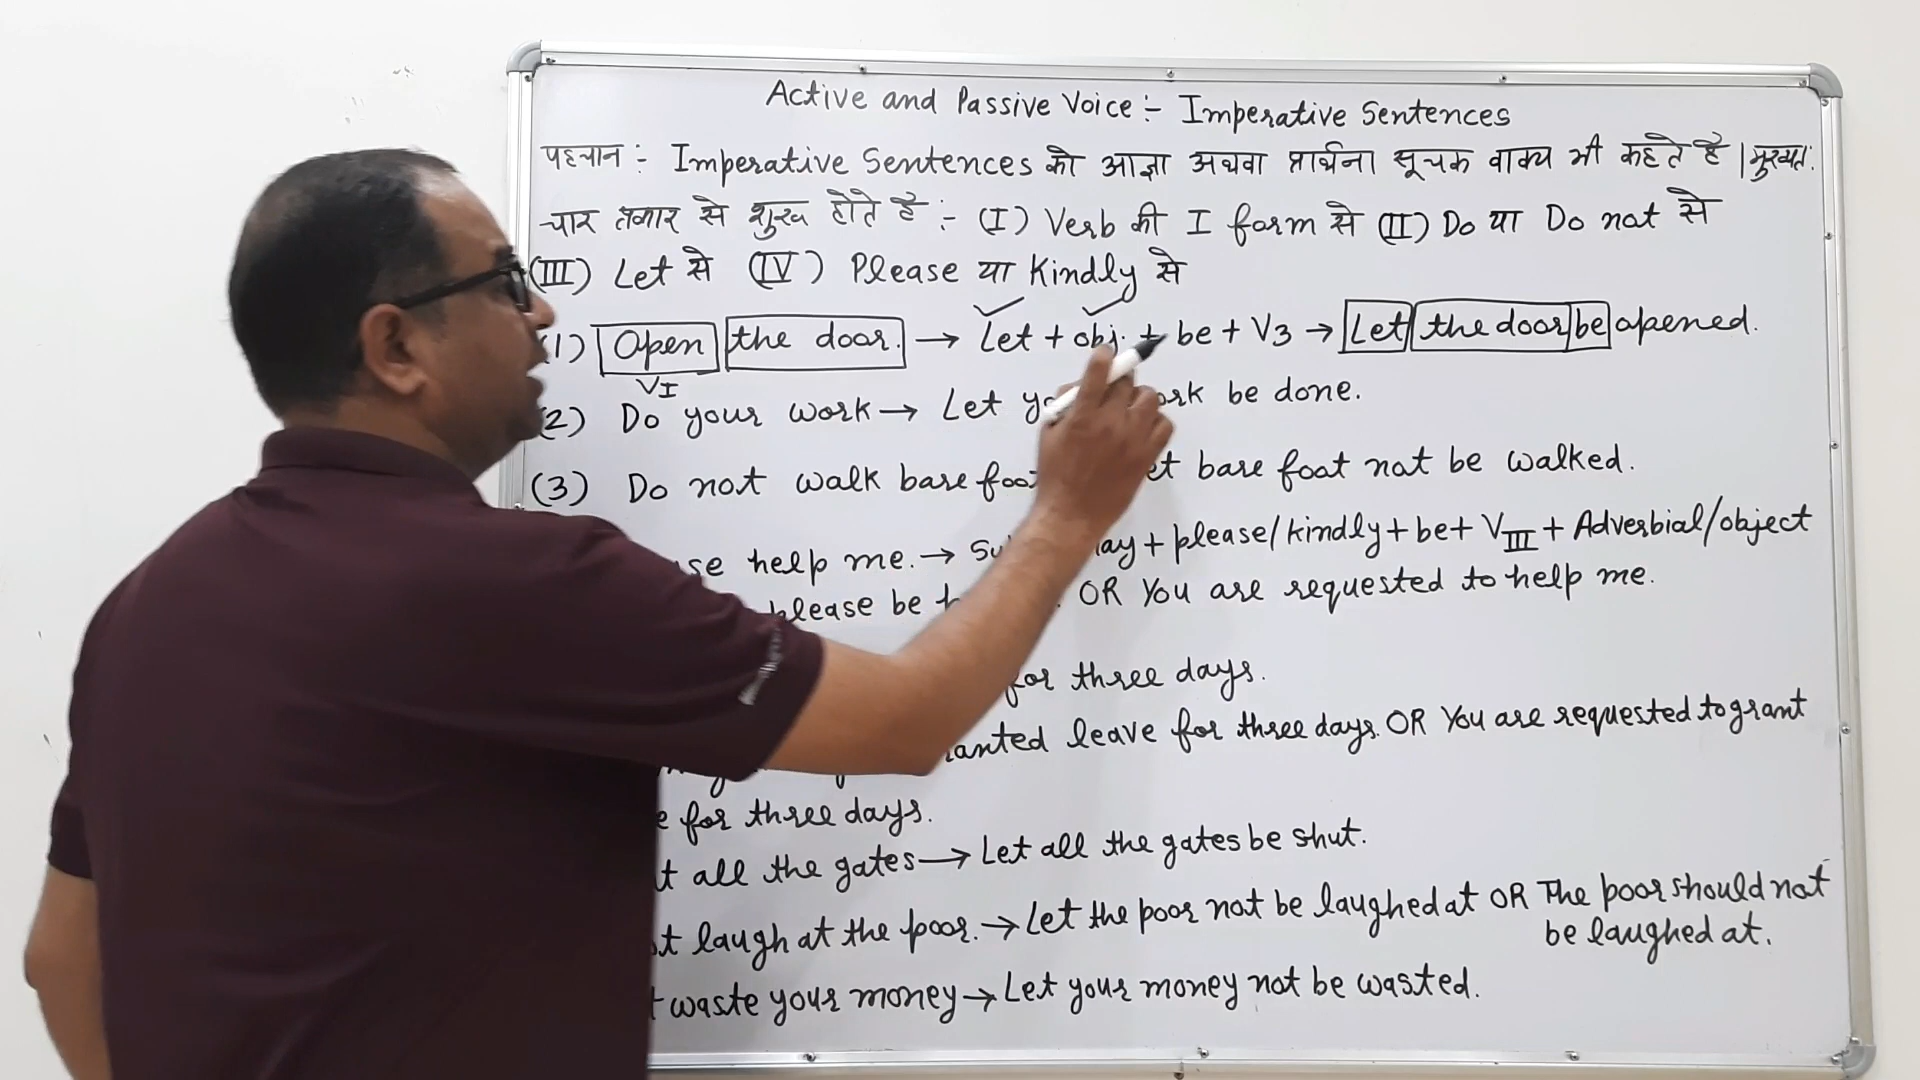 Active and Passive Voice :- Imperative Sentences
पहचान :- Imperative Sentences को आज्ञा अथवा प्रार्थना सूचक वाक्य भी कहते है | मुख्यत:
चार तकार से शुरू होते है :- (I) Verb की I form से (II) Do या Do not से
(III) Let से (IV) Please या Kindly से
1) Open the door. → Let + obj. + be + V3 → Let the door be opened.
VI
(2) Do your work → Let work be done.
(3) Do not walk bare foot bare foot not be walked.
help me. → + please/kindly + be + VIII + Adverbial/object
please be OR You are requested to help me.
for three days.
leave for three days. OR You are requested to grant
for three days.
all the gates → Let all the gates be shut.
laugh at the poor. → Let the poor not be laughed at OR The poor should not
be laughed at.
waste your money → Let your money not be wasted.